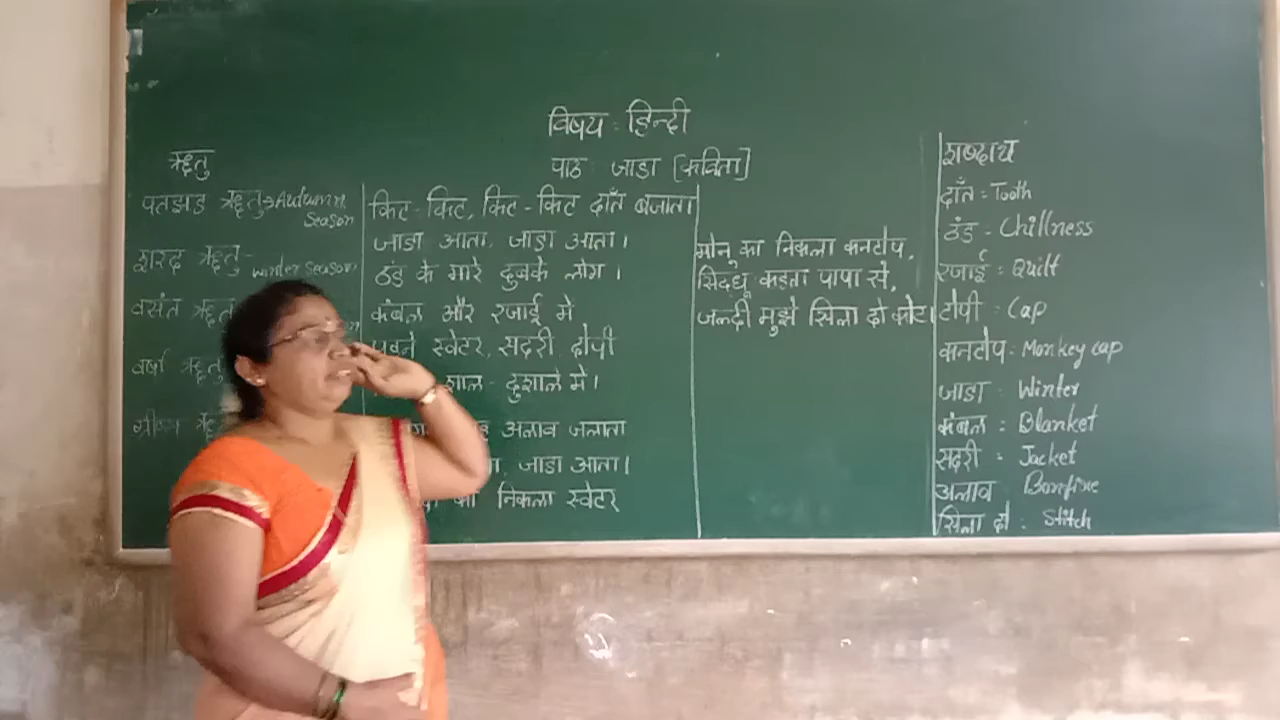 विषय : हिन्दी
पाठ : जाडा [कविता]
ऋतु
पतझड ऋतु→Autumn
Season
शरद ऋतु-
Winter Season
वसंत ऋतु
वर्षा ऋतु
ग्रीष्म ऋतु
किट-किट, किट-किट दाँत बजाता
जाडा आता, जाडा आता।
ठंड के मारे दुबके लोग।
कंबल और रजाई मे
पहने स्वेटर, सदरी, टोपी
शाल-दुशाले मे।
अलाव जलाता
जाडा आता।
का निकला स्वेटर
मोनू का निकला कनटोप,
सिद्धू कहता पापा से,
जल्दी मुझे सिला दो कोट।
शब्दार्थ
दाँत = Tooth
ठंड - Chillness
रजाई : Quilt
टोपी : Cap
कनटोप : Monkey cap
जाडा : Winter
कंबल : Blanket
सदरी : Jacket
अलाव : Bonfire
सिला दो : Stitch